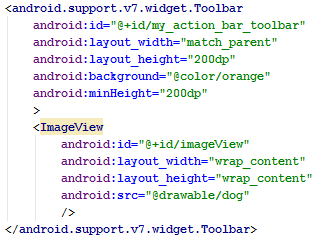 <android.support.v7.widget.Toolbar
android:id="@+id/my_action_bar_toolbar"
android:layout_width="match_parent"
android:layout_height="200dp"
android:background="@color/orange"
android:minHeight="200dp"
>
<ImageView
android:id="@+id/imageView"
android:layout_width="wrap_content"
android:layout_height="wrap_content"
android:src="@drawable/dog"
/>
</android.support.v7.widget.Toolbar>